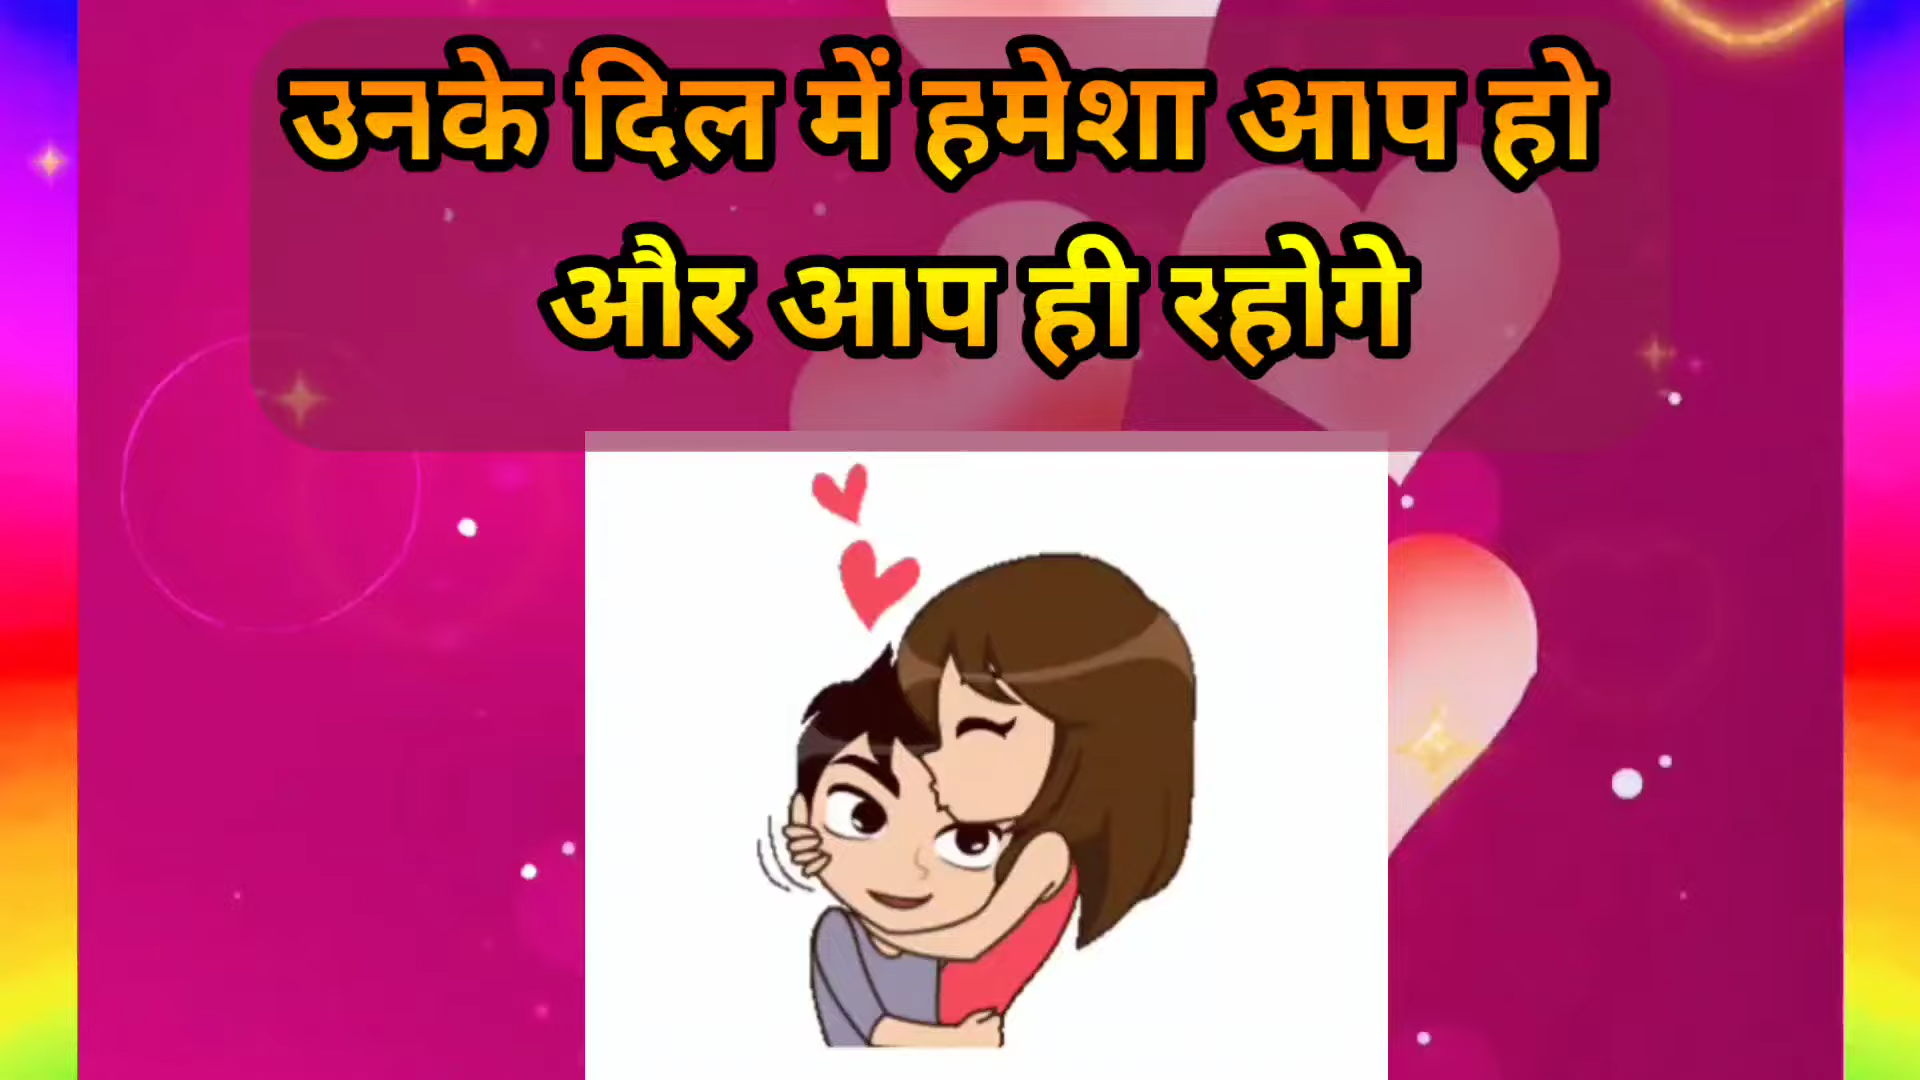 उनके दिल में हमेशा आप हो
और आप ही रहोगे